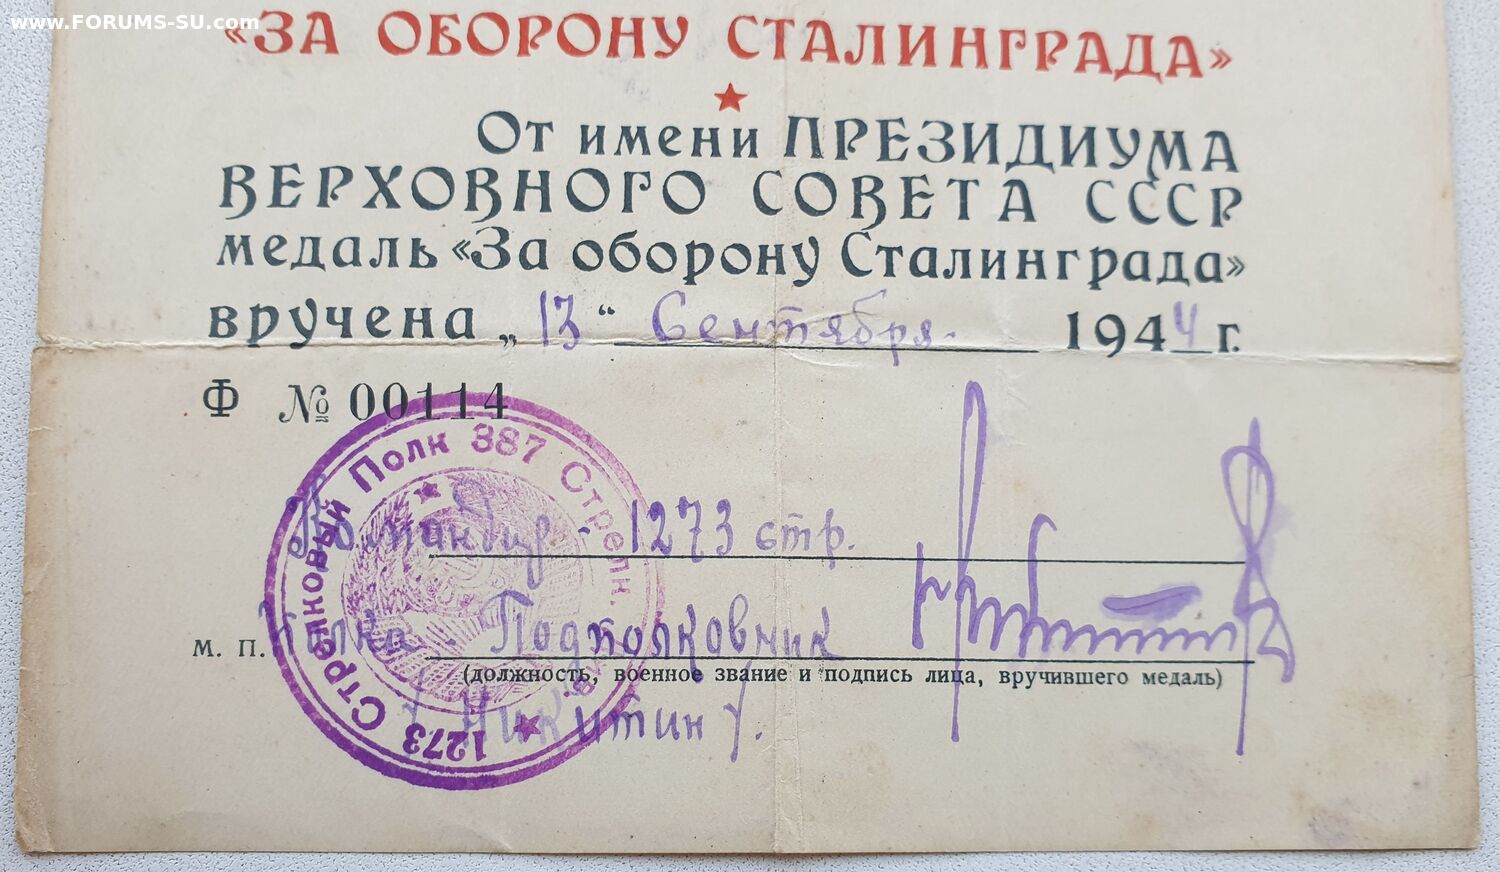 www.FORUMS-SU.com
«ЗА ОБОРОНУ СТАЛИНГРАДА»
От имени ПРЕЗИДИУМА
ВЕРХОВНОГО СОВЕТА СССР
медаль «За оборону Сталинграда»
вручена „13“ Сентября 1944 г.
Ф № 00114
1273 Стрелковый Полк 387 Стрелк.
Командир - 1273 стр.
М. П. Полка - Подполковник
(должность, военное звание и подпись лица, вручившего медаль)
/Никитин/.